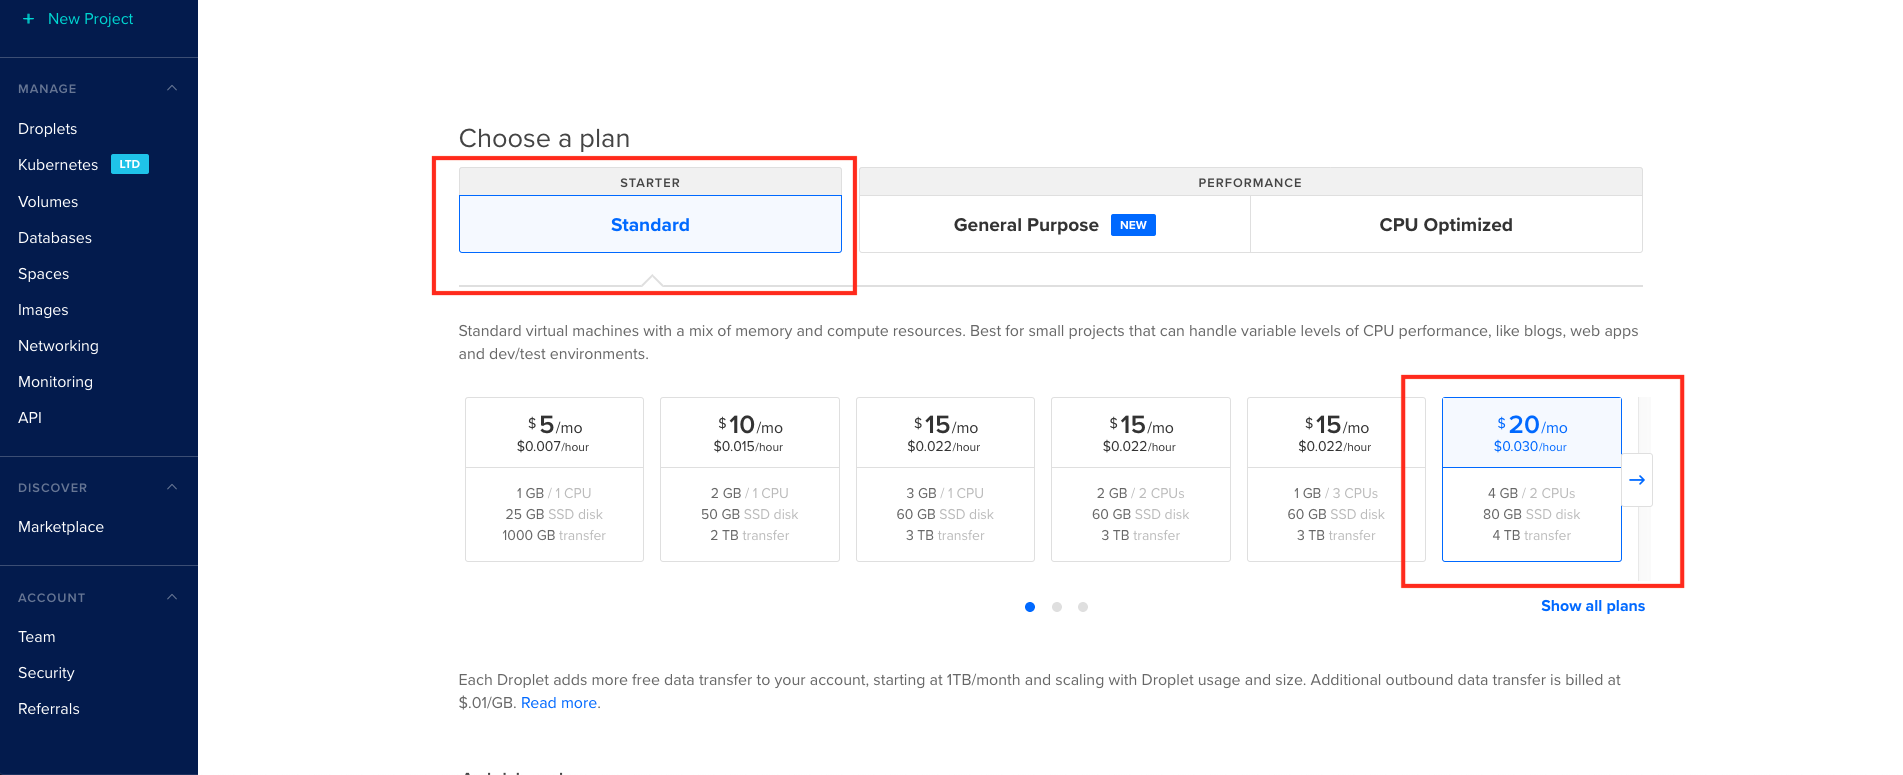 + New Project
MANAGE
Droplets
Kubernetes LTD
Volumes
Databases
Spaces
Images
Networking
Monitoring
API
DISCOVER
Marketplace
ACCOUNT
Team
Security
Referrals
Choose a plan
STARTER
PERFORMANCE
Standard
General Purpose NEW
CPU Optimized
Standard virtual machines with a mix of memory and compute resources. Best for small projects that can handle variable levels of CPU performance, like blogs, web apps
and dev/test environments.
$ 5/mo
$0.007/hour
1 GB / 1 CPU
25 GB SSD disk
1000 GB transfer
$ 10/mo
$0.015/hour
2 GB / 1 CPU
50 GB SSD disk
2 TB transfer
$ 15/mo
$0.022/hour
3 GB / 1 CPU
60 GB SSD disk
3 TB transfer
$ 15/mo
$0.022/hour
2 GB / 2 CPUs
60 GB SSD disk
3 TB transfer
$ 15/mo
$0.022/hour
1 GB / 3 CPUs
60 GB SSD disk
3 TB transfer
$ 20/mo
$0.030/hour
4 GB / 2 CPUs
80 GB SSD disk
4 TB transfer
Show all plans
Each Droplet adds more free data transfer to your account, starting at 1TB/month and scaling with Droplet usage and size. Additional outbound data transfer is billed at
$.01/GB. Read more.